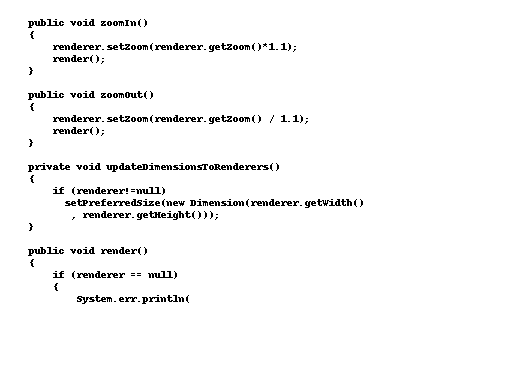 public void zoomIn()
{
renderer.setZoom(renderer.getZoom()*1.1);
render();
}
public void zoomOut()
{
renderer.setZoom(renderer.getZoom() / 1.1);
render();
}
private void updateDimensionsToRenderers()
{
if (renderer!=null)
setPreferredSize(new Dimension(renderer.getWidth()
, renderer.getHeight()));
}
public void render()
{
if (renderer == null)
{
System.err.println(